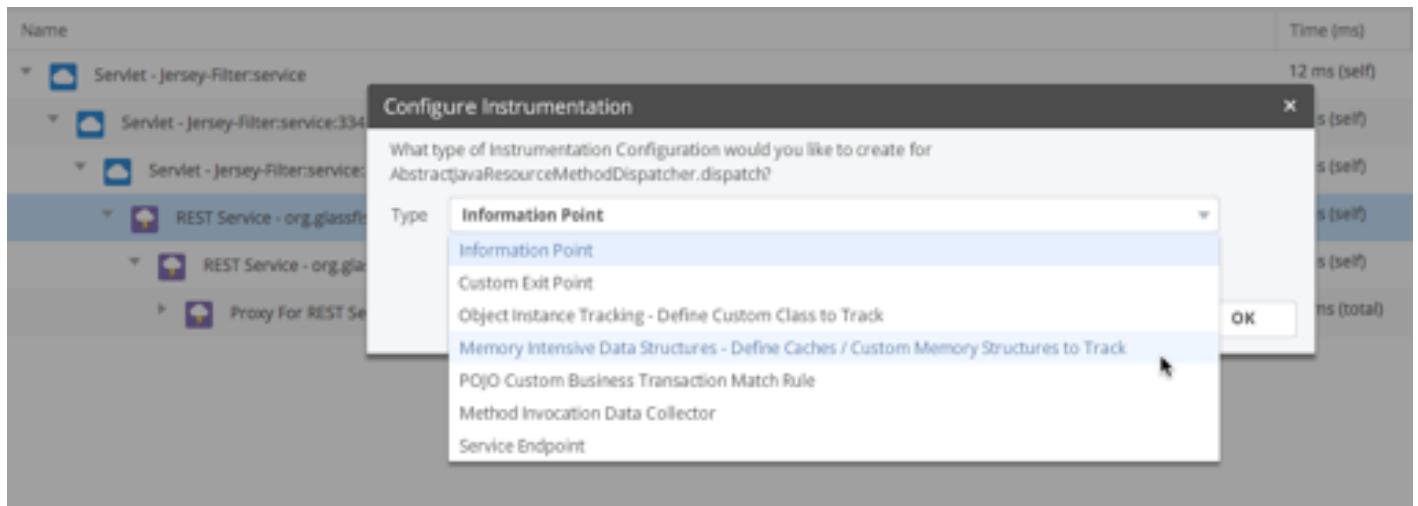 Name Time (ms)
Servlet - Jersey-Filter:service 12 ms (self)
Configure Instrumentation ×
Servlet - Jersey-Filter:service:334 s (self)
What type of Instrumentation Configuration would you like to create for
AbstractJavaResourceMethodDispatcher.dispatch?
Servlet - Jersey-Filter:service: s (self)
Type Information Point
REST Service - org.glassfis s (self)
Information Point
REST Service - org.gla s (self)
Custom Exit Point
Object Instance Tracking - Define Custom Class to Track
Proxy For REST Se OK ms (total)
Memory Intensive Data Structures - Define Caches / Custom Memory Structures to Track
POJO Custom Business Transaction Match Rule
Method Invocation Data Collector
Service Endpoint